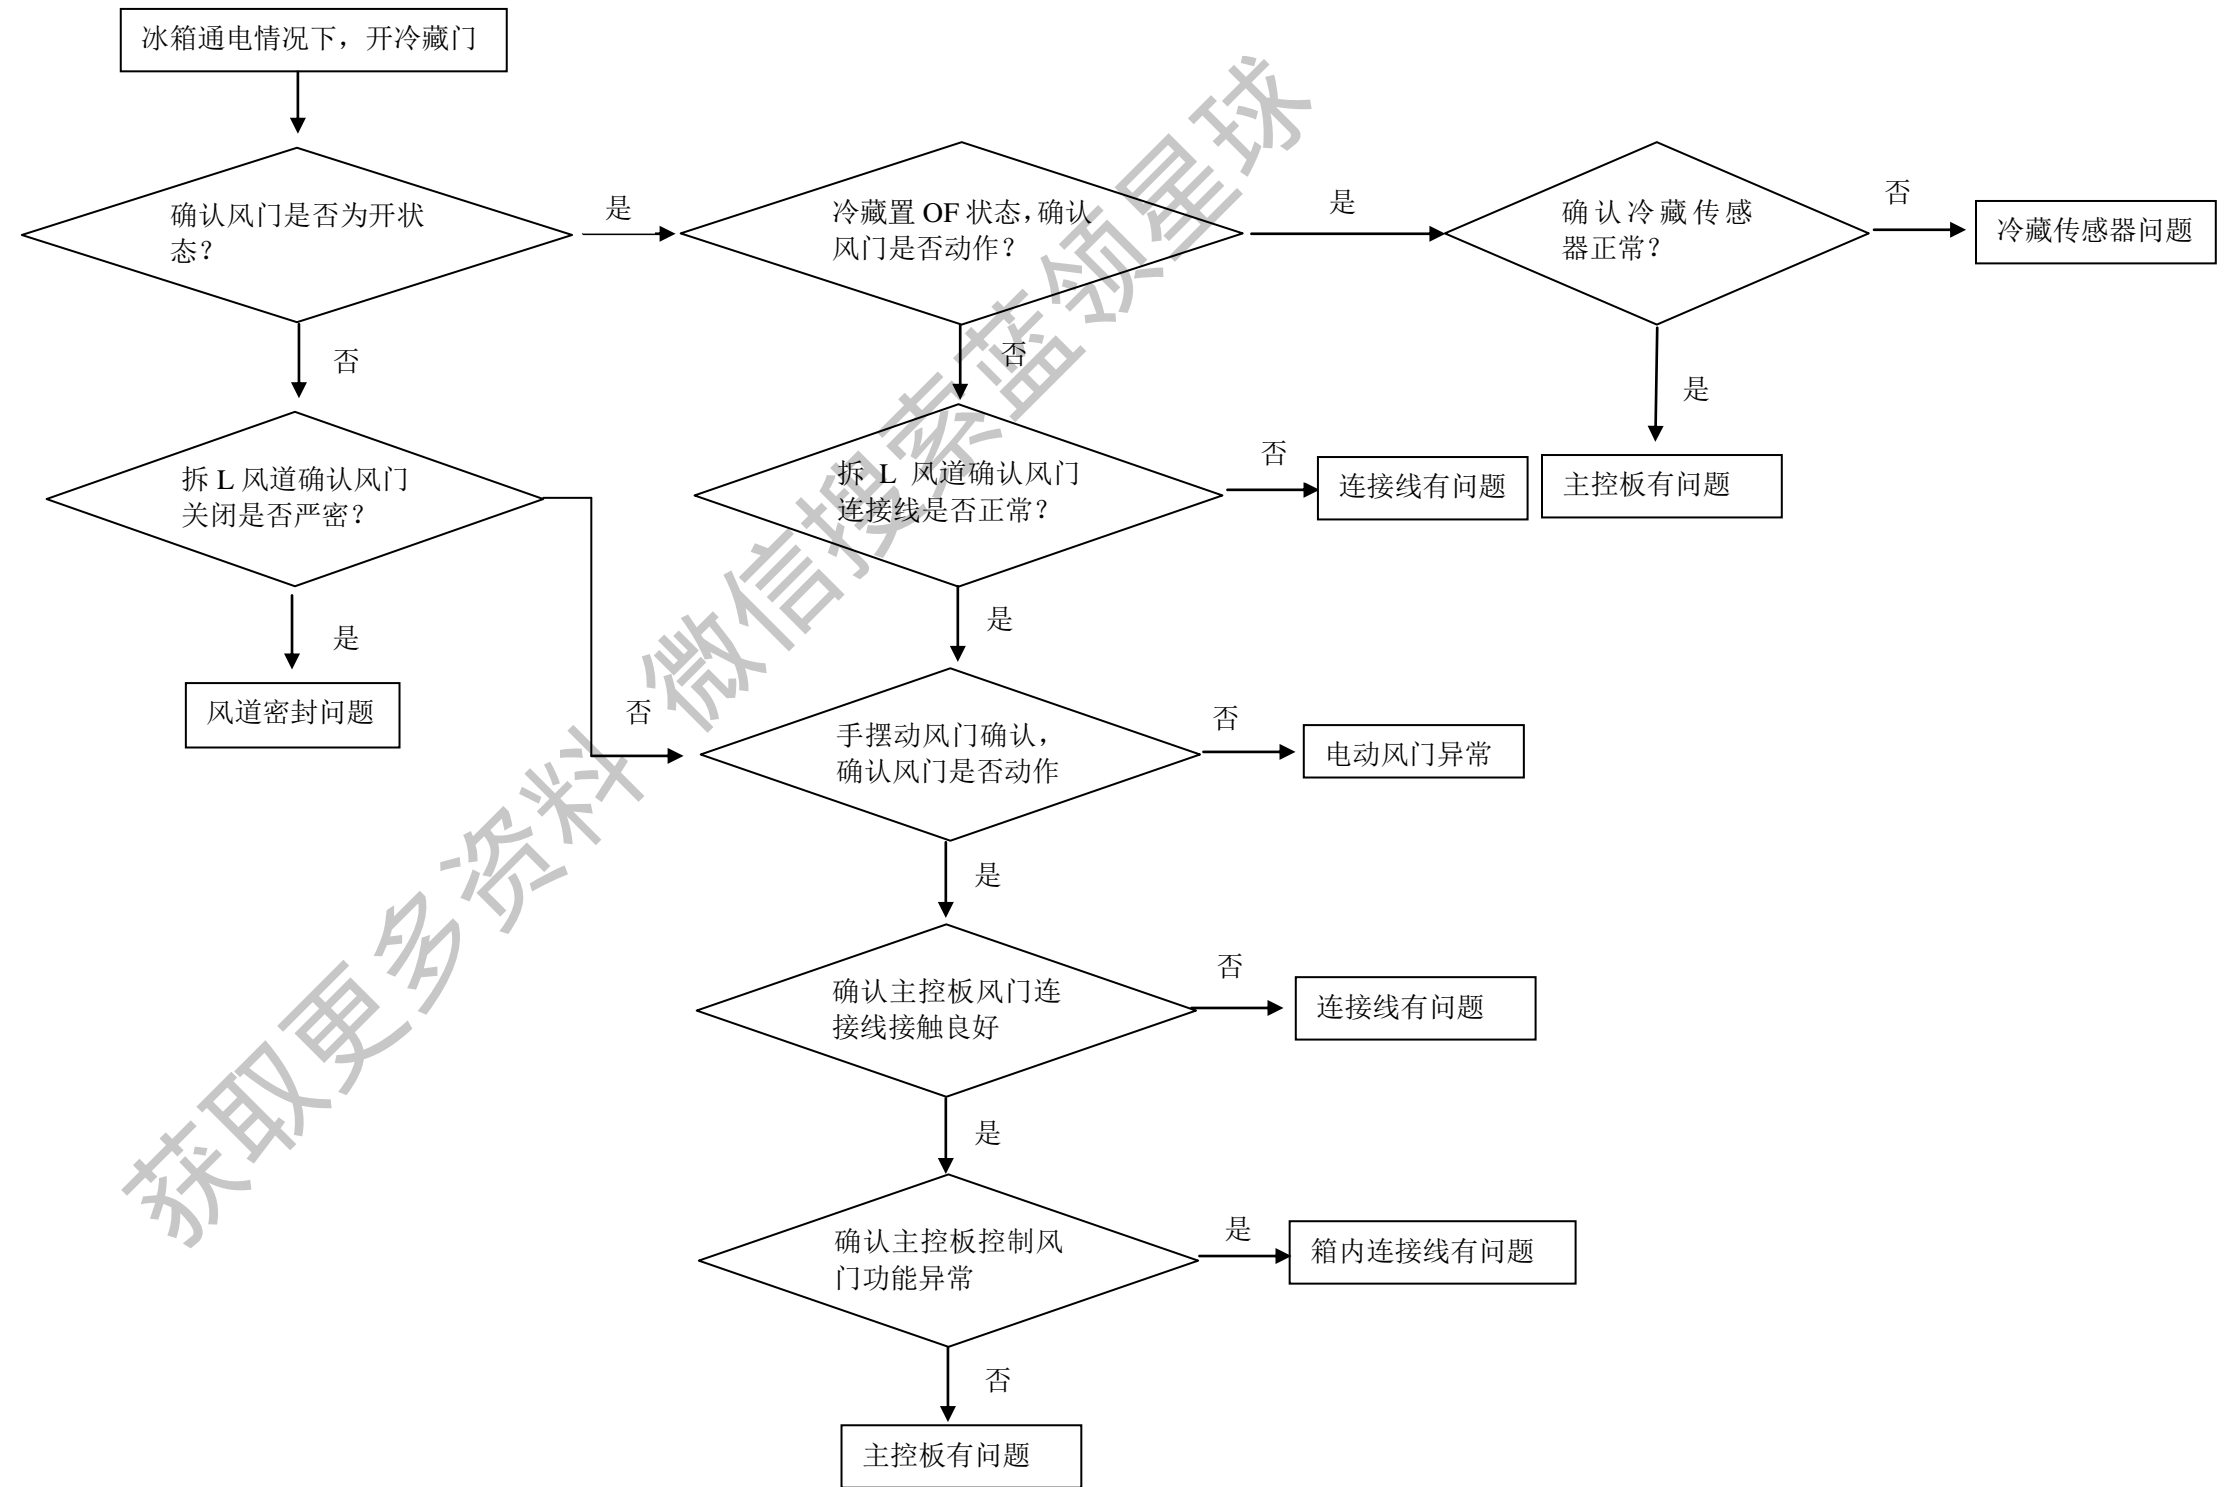 冰箱通电情况下，开冷藏门
确认风门是否为开状
态？
是
冷藏置 OF 状态，确认
风门是否动作？
是
确认冷藏传感
器正常？
否
冷藏传感器问题
否
否
是
拆 L 风道确认风门
关闭是否严密？
拆 L 风道确认风门
连接线是否正常？
否
连接线有问题
主控板有问题
是
是
风道密封问题
否
手摆动风门确认，
确认风门是否动作
否
电动风门异常
是
确认主控板风门连
接线接触良好
否
连接线有问题
是
确认主控板控制风
门功能异常
是
箱内连接线有问题
否
主控板有问题
获取更多资料 微信搜索蓝领星球